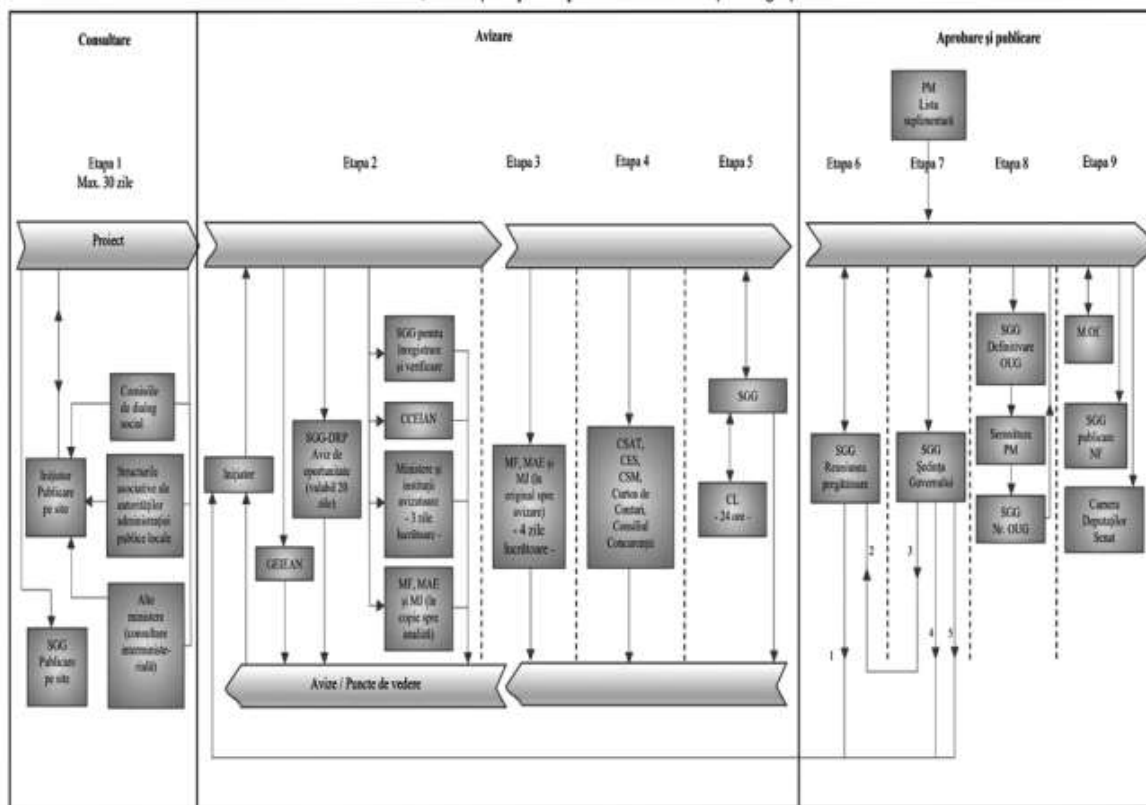 Consultare
Avizare
Aprobare și publicare
PM
Lista
suplimentară
Etapa 1
Max. 30 zile
Etapa 2
Etapa 3
Etapa 4
Etapa 5
Etapa 6
Etapa 7
Etapa 8
Etapa 9
Proiect
Comisiile
de dialog
social
Inițiator
Publicare
pe site
Structurile
asociative ale
autorităților
administrației
publice locale
Alte
ministere
(consultare
interministe-
rială)
SGG
Publicare
pe site
Inițiator
GEIEAN
SGG-DRP
Aviz de
oportunitate
(valabil 20
zile)
SGG pentru
înregistrare
și verificare
CCEIAN
Ministere și
instituții
avizatoare
- 3 zile
lucrătoare -
MF, MAE
și MJ (în
copie spre
analiză)
MF, MAE și
MJ (în
original spre
avizare)
- 4 zile
lucrătoare -
CSAT,
CES,
CSM,
Curtea de
Conturi,
Consiliul
Concurenței
SGG
CL
- 24 ore -
SGG
Reuniunea
pregătitoare
SGG
Ședința
Guvernului
SGG
Definitivare
OUG
Semnătura
PM
SGG
Nr. OUG
M.Of.
SGG
publicare
NF
Camera
Deputaților
Senat
1
2
3
4
5
Avize / Puncte de vedere